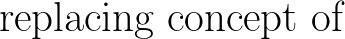 replacing concept of